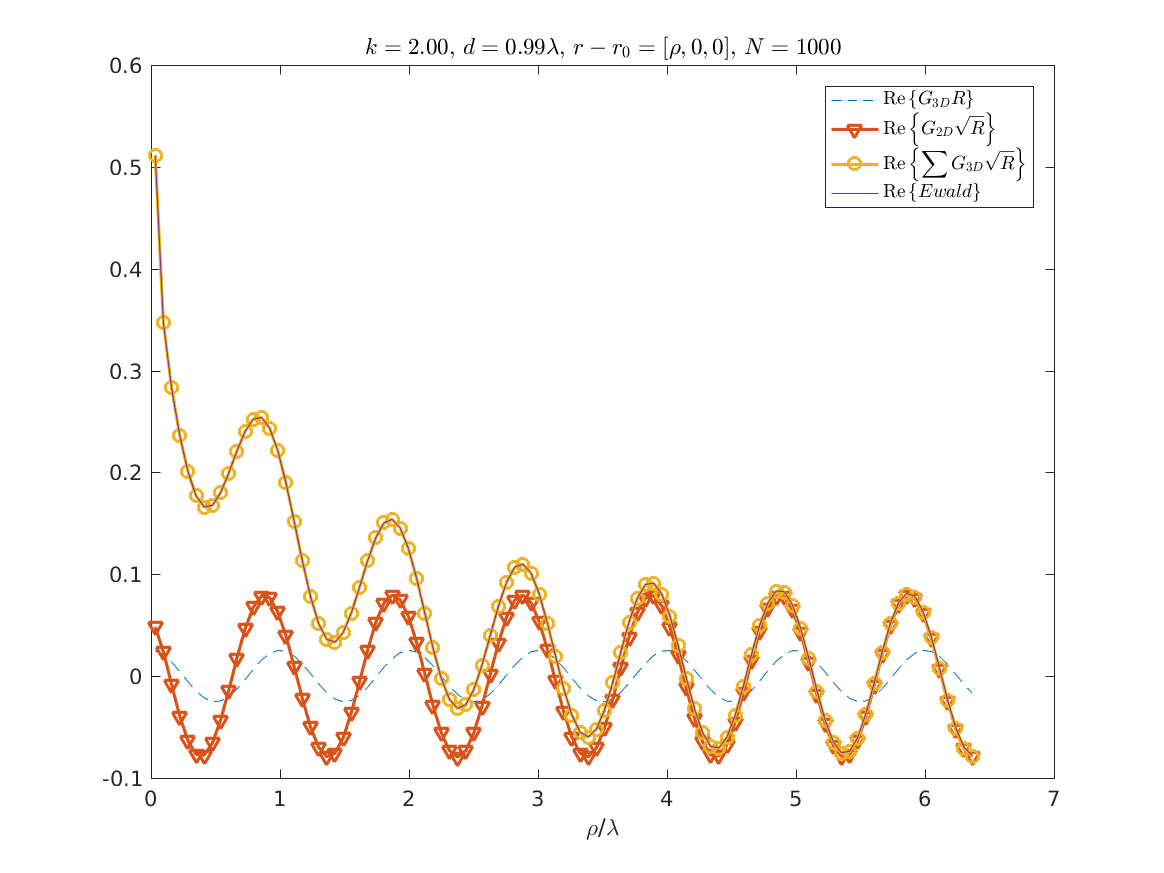 k = 2.00, d = 0.99λ, r − r₀ = [ρ, 0, 0], N = 1000
0.6
0.5
0.4
0.3
0.2
0.1
0
-0.1
Re {G₃DR}
Re {G₂D√R}
Re {∑ G₃D√R}
Re {Ewald}
0 1 2 3 4 5 6 7
ρ/λ